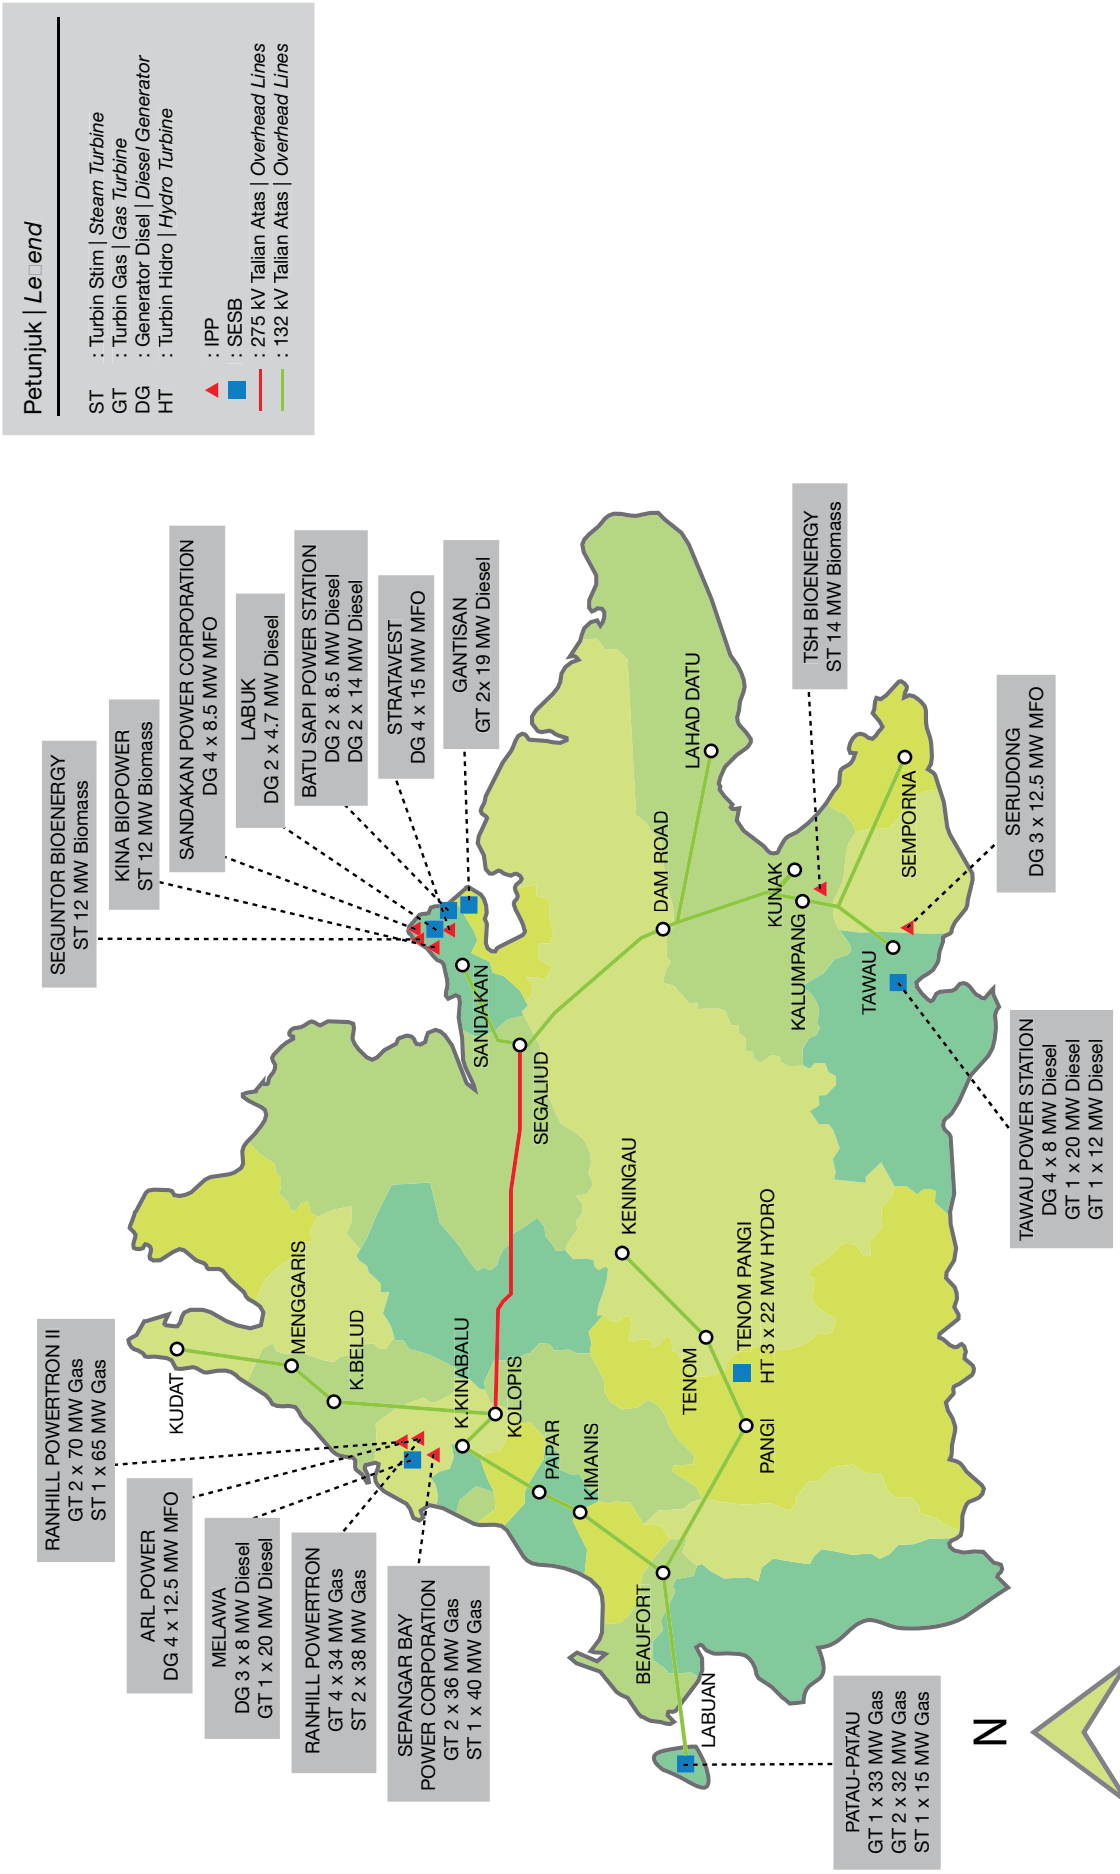 Petunjuk | Le□end
ST : Turbin Stim | Steam Turbine
GT : Turbin Gas | Gas Turbine
DG : Generator Disel | Diesel Generator
HT : Turbin Hidro | Hydro Turbine
: IPP
: SESB
: 275 kV Talian Atas | Overhead Lines
: 132 kV Talian Atas | Overhead Lines
RANHILL POWERTRON II
GT 2 x 70 MW Gas
ST 1 x 65 MW Gas
ARL POWER
DG 4 x 12.5 MW MFO
MELAWA
DG 3 x 8 MW Diesel
GT 1 x 20 MW Diesel
RANHILL POWERTRON
GT 4 x 34 MW Gas
ST 2 x 38 MW Gas
SEPANGAR BAY
POWER CORPORATION
GT 2 x 36 MW Gas
ST 1 x 40 MW Gas
PATAU-PATAU
GT 1 x 33 MW Gas
GT 2 x 32 MW Gas
ST 1 x 15 MW Gas
SEGUNTOR BIOENERGY
ST 12 MW Biomass
KINA BIOPOWER
ST 12 MW Biomass
SANDAKAN POWER CORPORATION
DG 4 x 8.5 MW MFO
LABUK
DG 2 x 4.7 MW Diesel
BATU SAPI POWER STATION
DG 2 x 8.5 MW Diesel
DG 2 x 14 MW Diesel
STRATAVEST
DG 4 x 15 MW MFO
GANTISAN
GT 2x 19 MW Diesel
TSH BIOENERGY
ST 14 MW Biomass
SERUDONG
DG 3 x 12.5 MW MFO
TAWAU POWER STATION
DG 4 x 8 MW Diesel
GT 1 x 20 MW Diesel
GT 1 x 12 MW Diesel
KUDAT
MENGGARIS
K.BELUD
K.KINABALU
KOLOPIS
PAPAR
KIMANIS
BEAUFORT
LABUAN
KENINGAU
TENOM
TENOM PANGI
HT 3 x 22 MW HYDRO
PANGI
SANDAKAN
SEGALIUD
DAM ROAD
LAHAD DATU
KUNAK
KALUMPANG
TAWAU
SEMPORNA
N